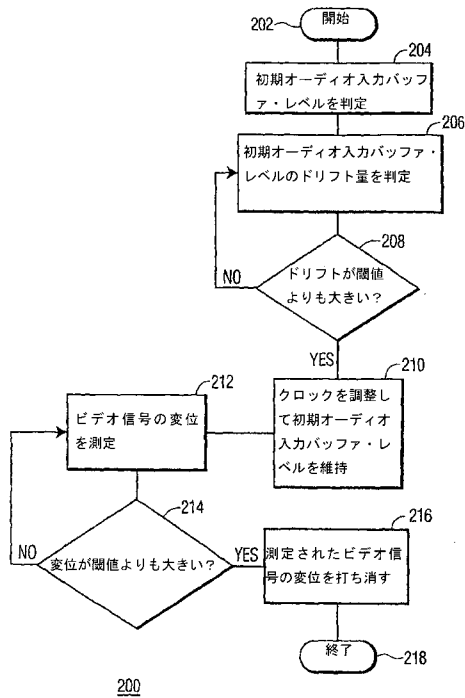 202
開始
204
初期オーディオ入力バッフ
ァ・レベルを判定
206
初期オーディオ入力バッファ・
レベルのドリフト量を判定
208
ドリフトが閾値
よりも大きい?
NO
YES
210
クロックを調整し
て初期オーディオ
入力バッファ・レ
ベルを維持
212
ビデオ信号の変位
を測定
214
変位が閾値よりも大きい?
NO
YES
216
測定されたビデオ信
号の変位を打ち消す
終了
218
200